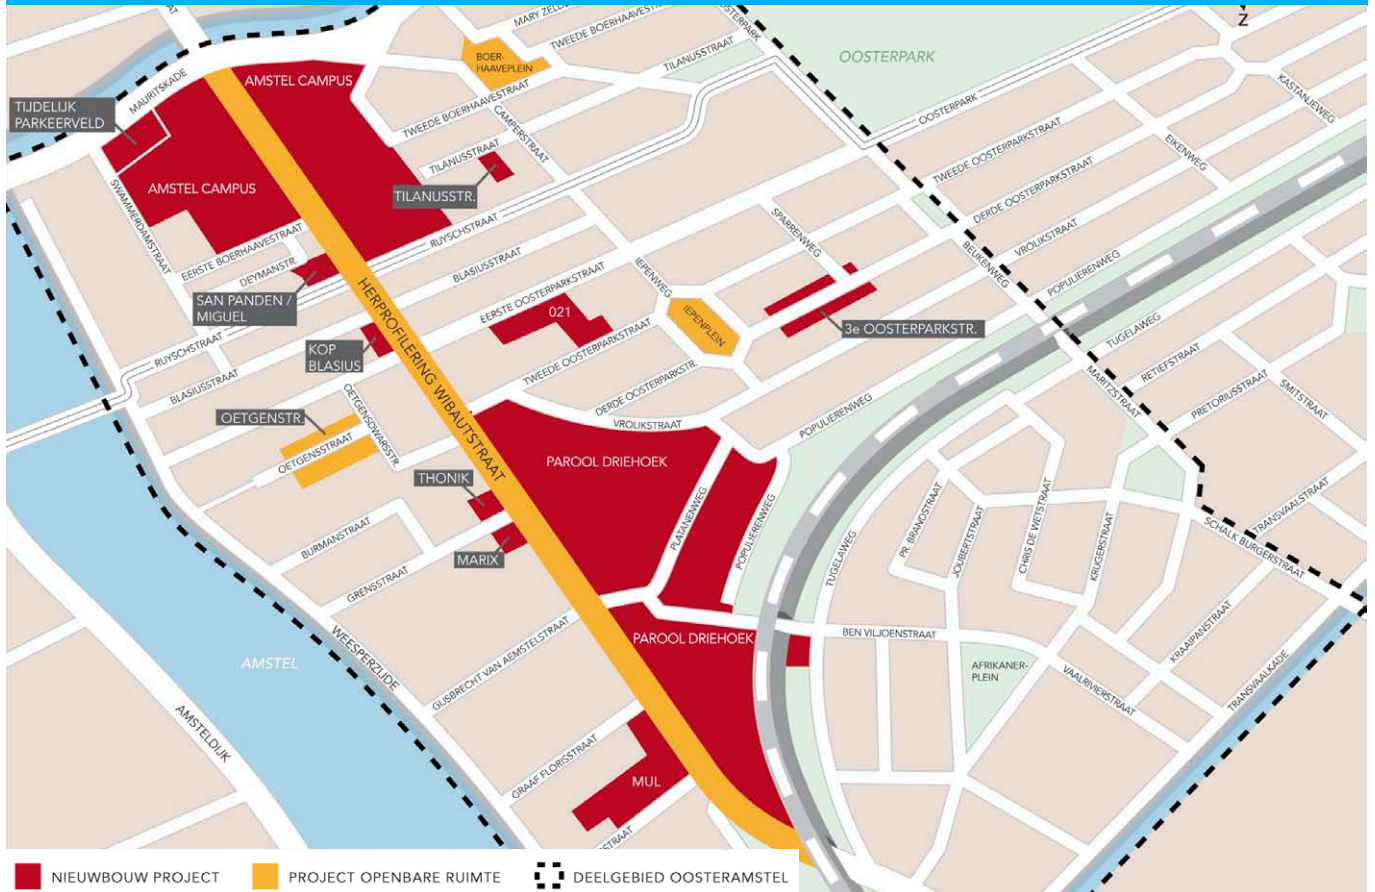 MARY ZELD
TWEEDE BOERHAAVESTRAAT
OOSTERPARK
Z
BOER-
HAAVEPLEIN
TILANUSSTRAAT
OOSTERPARK
AMSTEL CAMPUS
MAURITSKADE
TIJDELIJK
PARKEERVELD
TWEEDE BOERHAAVESTRAAT
CAMPERSTRAAT
OOSTERPARK
KASTANJEWEG
EIKENWEG
TWEEDE OOSTERPARKSTRAAT
TILANUSSTRAAT
TILANUSSTR.
AMSTEL CAMPUS
SWAMMERDAMSTRAAT
DERDE OOSTERPARKSTRAAT
VROLIKSTRAAT
SPARRENWEG
BEUKENWEG
POPULIERENWEG
RUYSCHSTRAAT
EERSTE BOERHAAVESTRAAT
DEYMANSTR.
BLASIUSSTRAAT
IEPENWEG
SAN PANDEN /
MIGUEL
HERPROFILERING WIBAUTSTRAAT
EERSTE OOSTERPARKSTRAAT
021
IEPENPLEIN
3e OOSTERPARKSTR.
TUGELAWEG
RUYSCHSTRAAT
KOP
BLASIUS
TWEEDE OOSTERPARKSTRAAT
RETIEFSTRAAT
BLASIUSSTRAAT
MARITZSTRAAT
PRETORIUSSTRAAT
SMITSTRAAT
OETGENSDWARSSTR.
DERDE OOSTERPARKSTR.
OETGENSTR.
OETGENSSTRAAT
VROLIKSTRAAT
POPULIERENWEG
PAROOL DRIEHOEK
THONIK
PLATANENWEG
POPULIERENWEG
TUGELAWEG
PR. BRANDSTRAAT
JOUBERTSTRAAT
CHRIS DE WETSTRAAT
KRUGERSTRAAT
TRANSVAALSTRAAT
SCHALK BURGERSTRAAT
BURMANSTRAAT
MARIX
GRENSSTRAAT
WEESPERZIJDE
AMSTEL
GIJSBRECHT VAN AEMSTELSTRAAT
PAROOL DRIEHOEK
BEN VILJOENSTRAAT
KRAAIPANSTRAAT
AFRIKANER-
PLEIN
VAALRIVIERSTRAAT
TRANSVAALKADE
AMSTELDIJK
GRAAF FLORISSTRAAT
MUL
STRAAT
NIEUWBOUW PROJECT
PROJECT OPENBARE RUIMTE
DEELGEBIED OOSTERAMSTEL